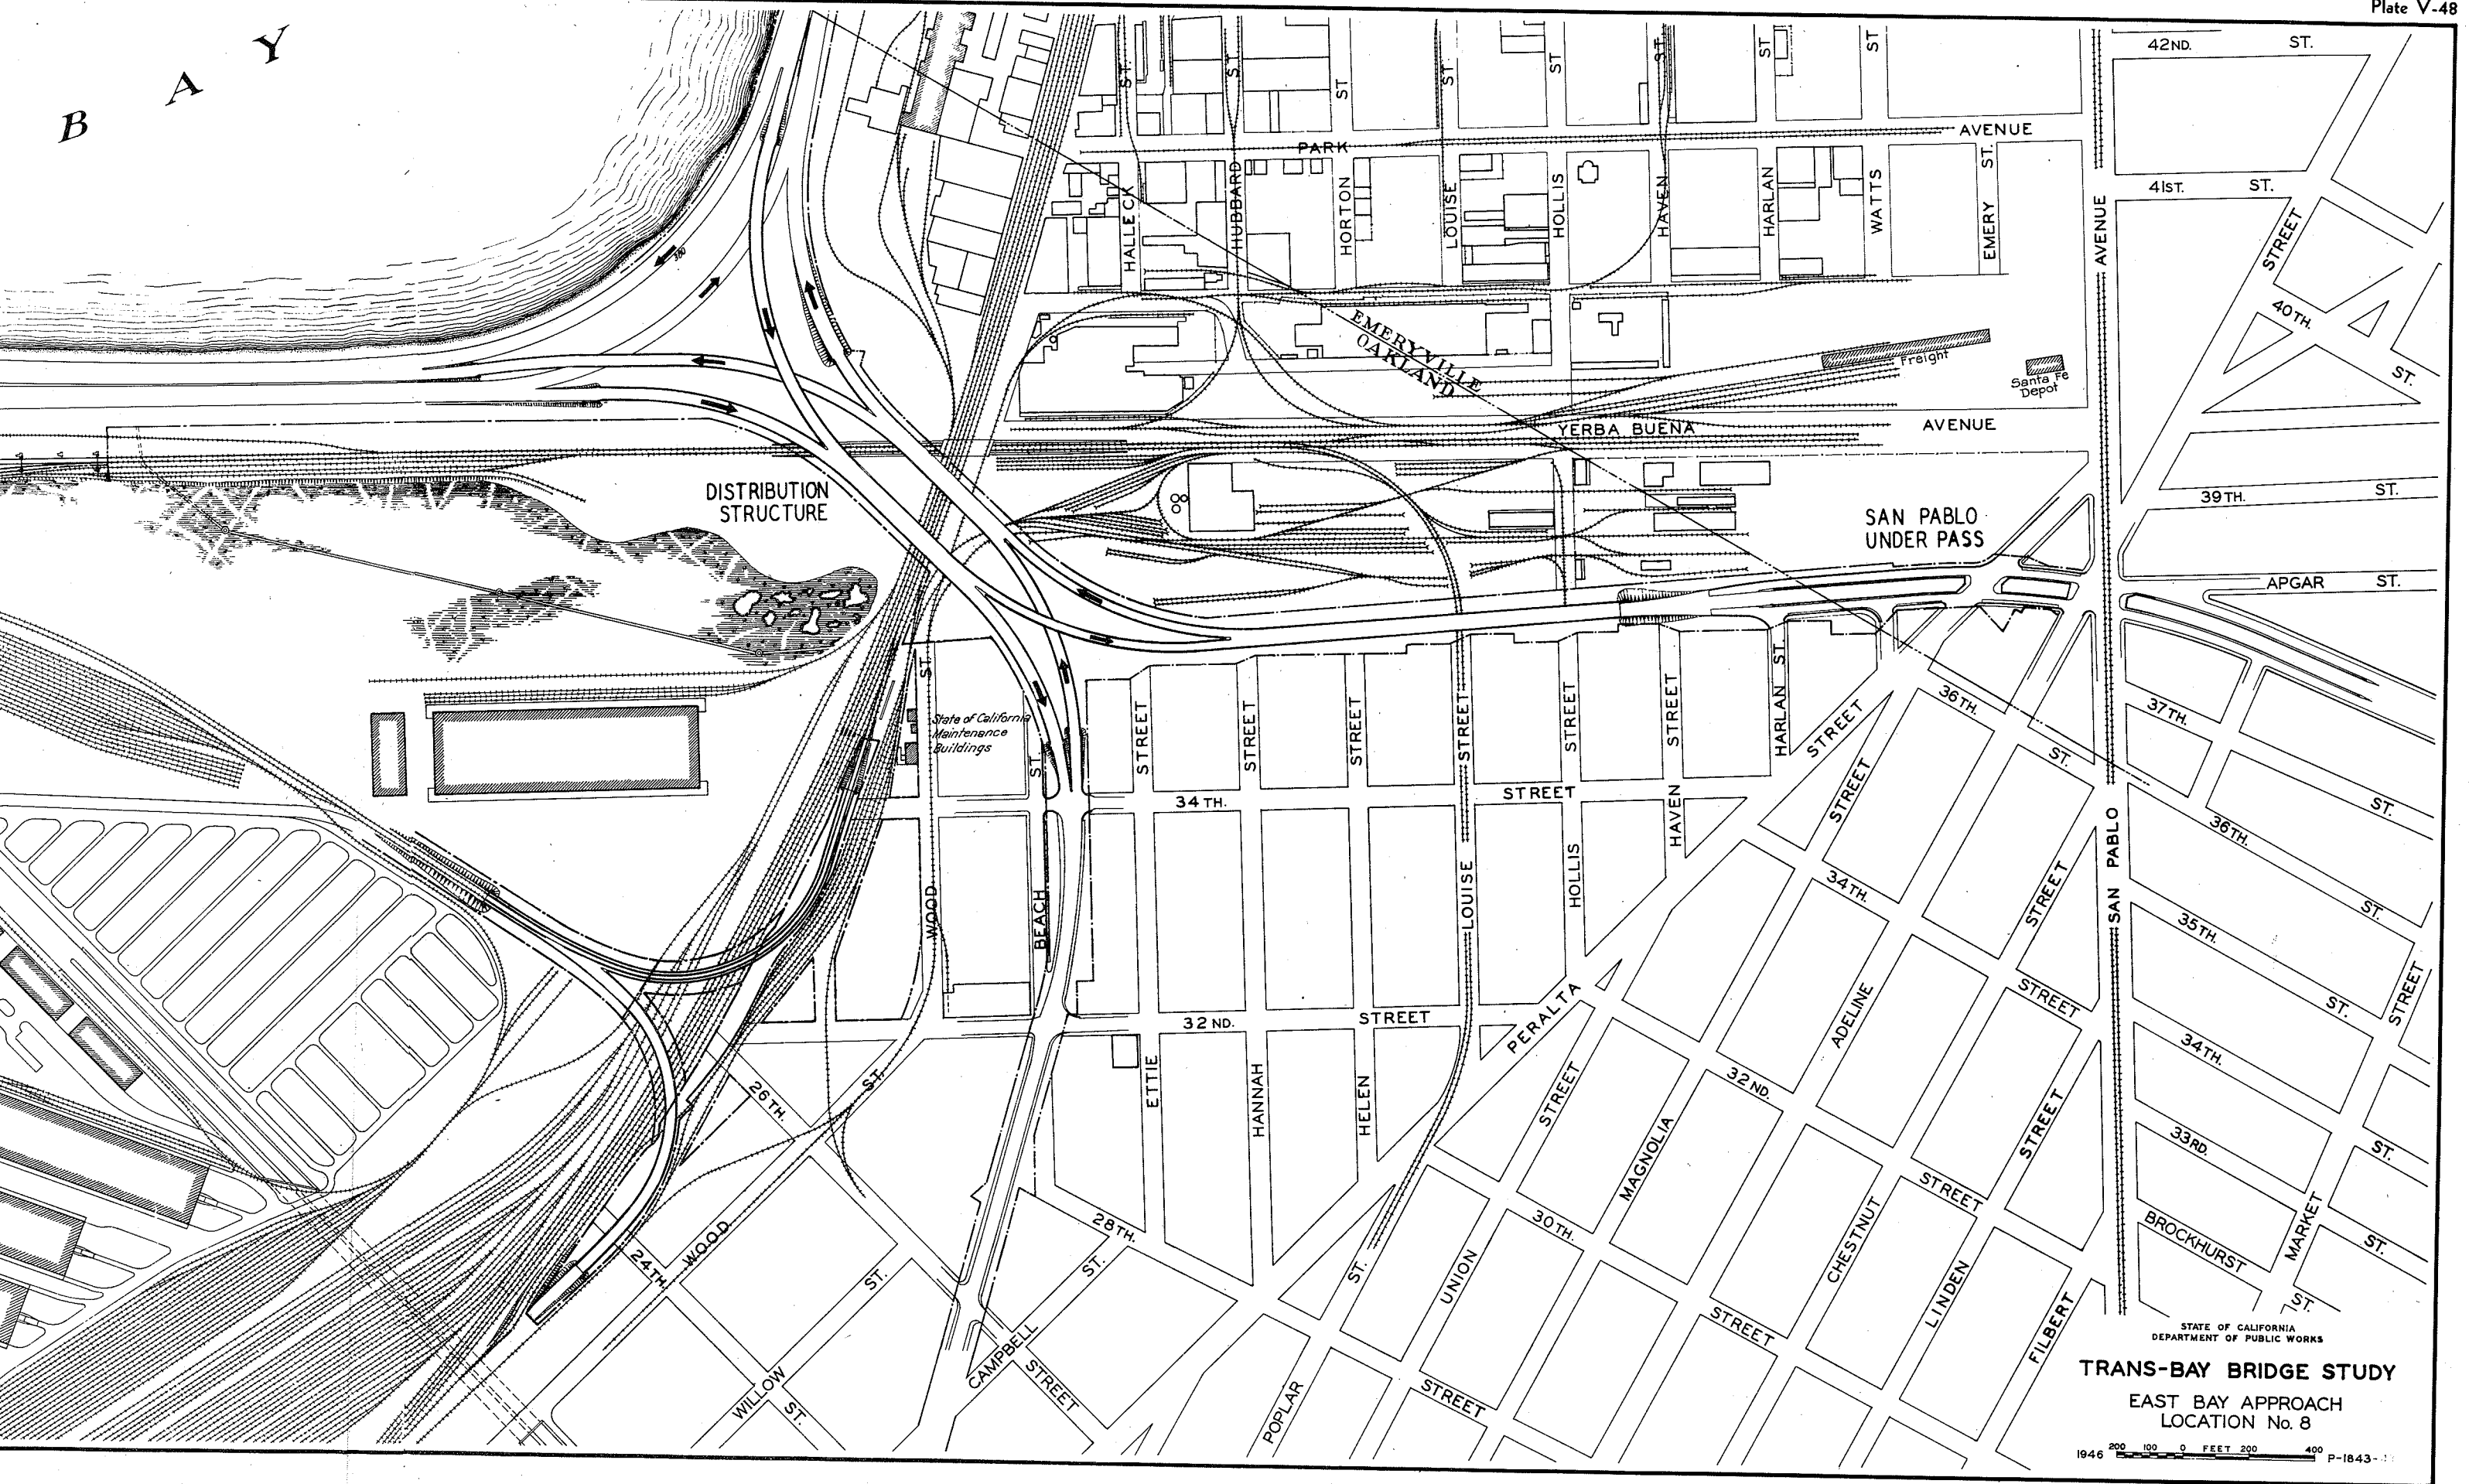 Plate V-48
B A Y
42ND. ST.
ST.
ST.
ST
ST
ST
ST.
ST
ST
PARK AVENUE
41ST. ST.
HALLECK
HUBBARD
HORTON
LOUISE
HOLLIS
HAVEN
HARLAN
WATTS
EMERY ST.
AVENUE
STREET
40TH. ST.
380
EMERYVILLE
OAKLAND
Freight
Santa Fe
Depot
YERBA BUENA AVENUE
DISTRIBUTION
STRUCTURE
39TH. ST.
SAN PABLO
UNDER PASS
APGAR ST.
ST.
State of California
Maintenance
Buildings
ST.
STREET
STREET
STREET
STREET
STREET
STREET
HARLAN ST.
STREET
36TH. ST.
37TH. ST.
34TH. STREET
STREET
HAVEN
SAN PABLO
36TH. ST.
WOOD
BEACH
LOUISE
HOLLIS
34TH. STREET
STREET
35TH. ST.
STREET
32ND. STREET
PERALTA
ADELINE
34TH. ST.
26TH.
ST.
ETTIE
HANNAH
HELEN
STREET
MAGNOLIA
32ND. STREET
STREET
33RD. ST.
24TH.
WOOD
28TH.
ST.
ST.
ST.
UNION
30TH. STREET
CHESTNUT
LINDEN
FILBERT
BROCKHURST ST.
MARKET
WILLOW
ST.
CAMPBELL
STREET
POPLAR
STREET
STATE OF CALIFORNIA
DEPARTMENT OF PUBLIC WORKS
TRANS-BAY BRIDGE STUDY
EAST BAY APPROACH
LOCATION No. 8
1946 200 100 0 FEET 200 400 P-1843-